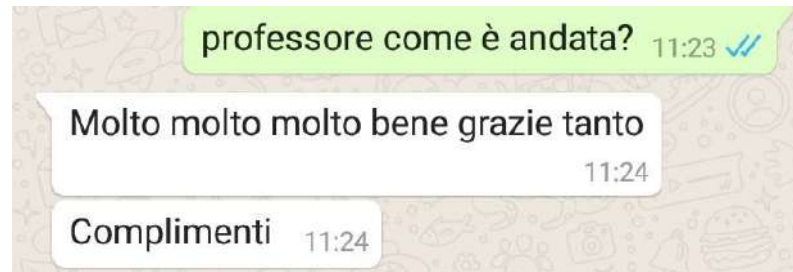 professore come è andata? 11:23
Molto molto molto bene grazie tanto
11:24
Complimenti 11:24